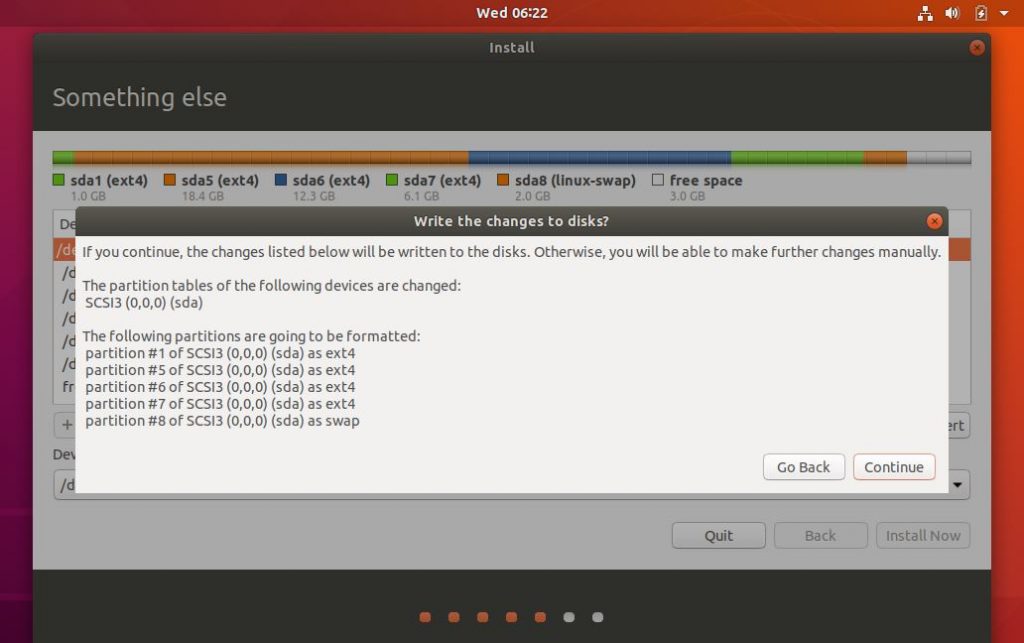 Wed 06:22
Install
Something else
sda1 (ext4) sda5 (ext4) sda6 (ext4) sda7 (ext4) sda8 (linux-swap) free space
1.0 GB 18.4 GB 12.3 GB 6.1 GB 2.0 GB 3.0 GB
De
Write the changes to disks?
/de
If you continue, the changes listed below will be written to the disks. Otherwise, you will be able to make further changes manually.
/d
The partition tables of the following devices are changed:
/d
SCSI3 (0,0,0) (sda)
/d
The following partitions are going to be formatted:
/d
partition #1 of SCSI3 (0,0,0) (sda) as ext4
/d
partition #5 of SCSI3 (0,0,0) (sda) as ext4
fr
partition #6 of SCSI3 (0,0,0) (sda) as ext4
partition #7 of SCSI3 (0,0,0) (sda) as ext4
+
partition #8 of SCSI3 (0,0,0) (sda) as swap
ert
Dev
Go Back Continue
/d
Quit Back Install Now